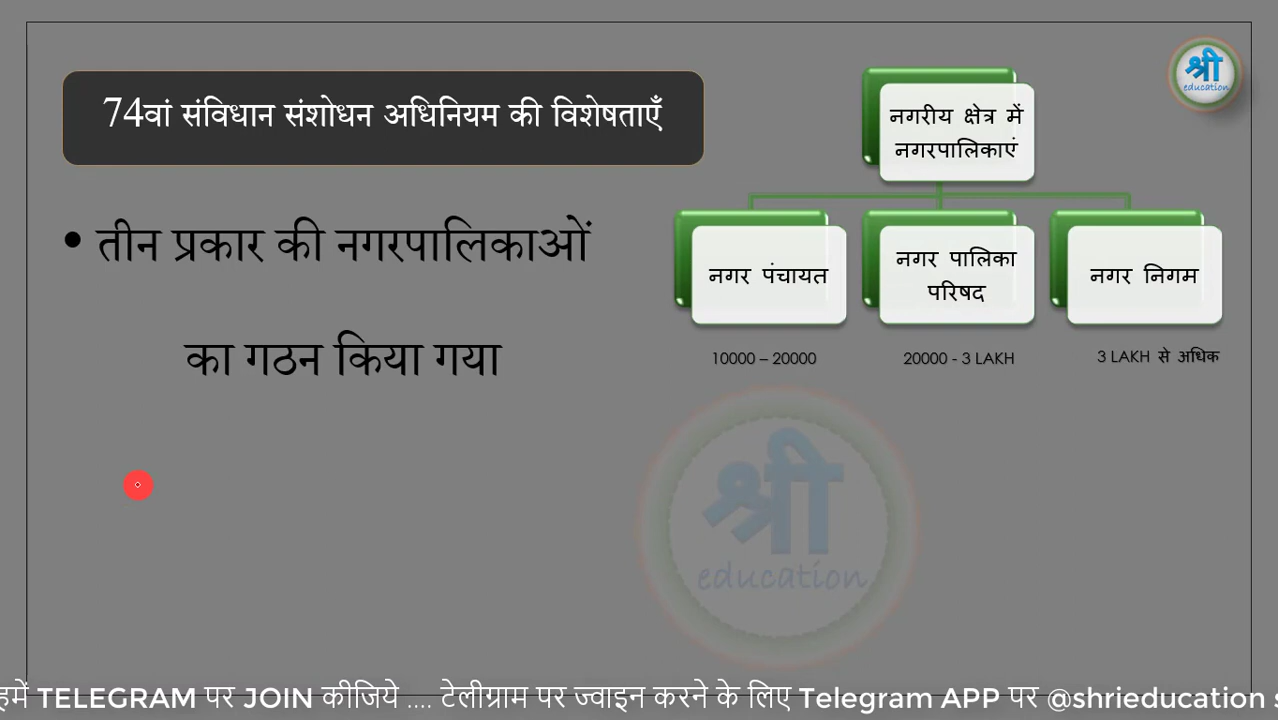 74वां संविधान संशोधन अधिनियम की विशेषताएँ
श्री
education
नगरीय क्षेत्र में
नगरपालिकाएं
• तीन प्रकार की नगरपालिकाओं
का गठन किया गया
नगर पंचायत
नगर पालिका
परिषद
नगर निगम
10000 – 20000
20000 - 3 LAKH
3 LAKH से अधिक
श्री
education
हमें TELEGRAM पर JOIN कीजिये .... टेलीग्राम पर ज्वाइन करने के लिए Telegram APP पर @shrieducation